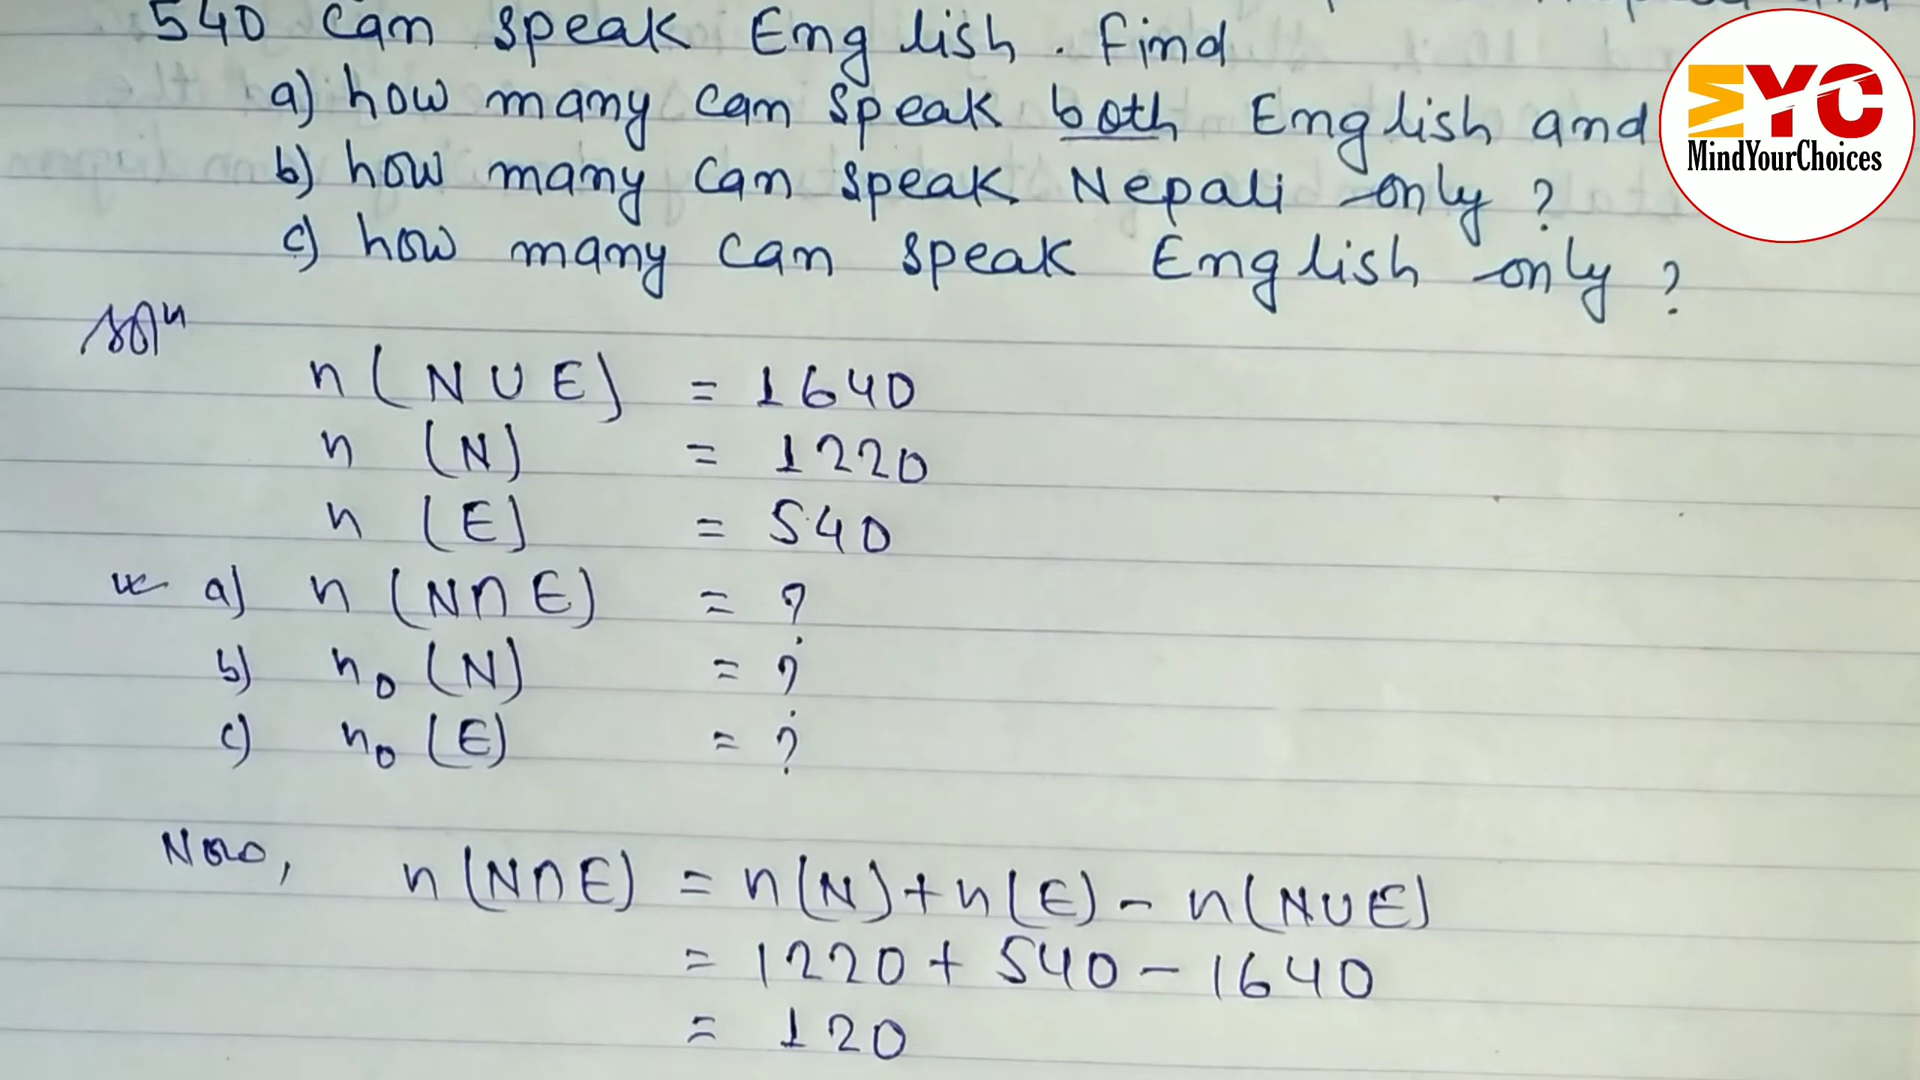 540 can speak English. Find
a) how many can speak both English and
b) how many can speak Nepali only?
c) how many can speak English only?
MYC
MindYourChoices
solⁿ
n(N∪E) = 1640
n (N) = 1220
n (E) = 540
a) n (N∩E) = ?
b) n₀ (N) = ?
c) n₀ (E) = ?
Now, n(N∩E) = n(N)+n(E)-n(N∪E)
= 1220 + 540 - 1640
= 120